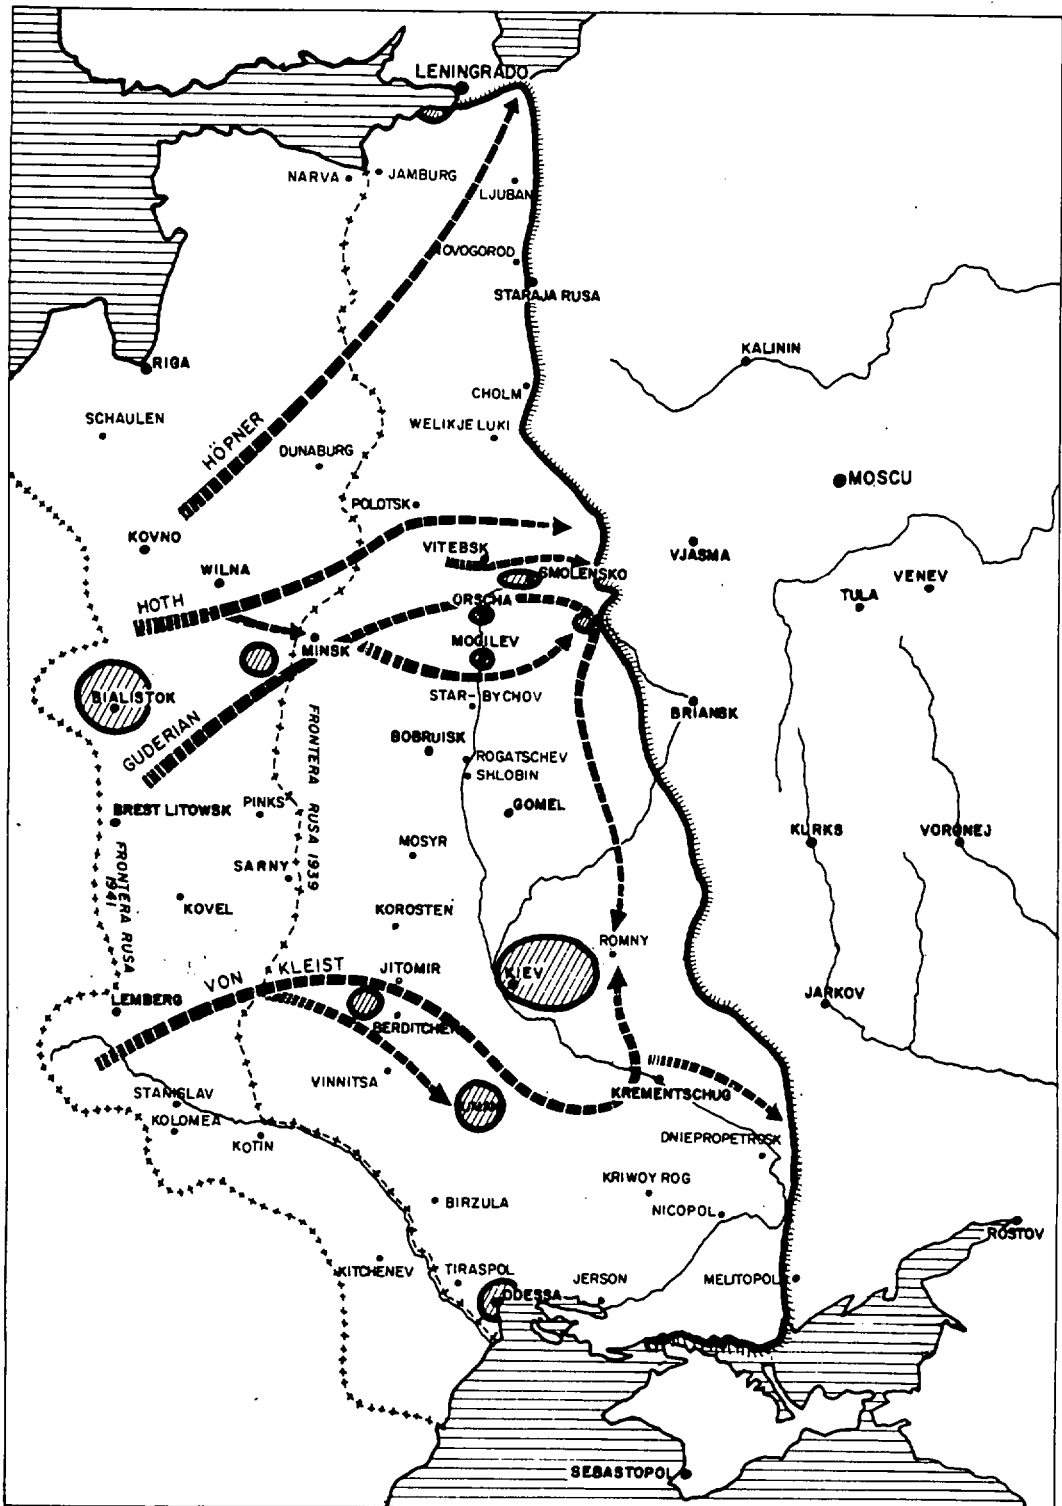 LENINGRADO
NARVA
JAMBURG
LJUBAN
NOVOGOROD
STARAJA RUSA
RIGA
KALININ
CHOLM
SCHAULEN
WELIKJE LUKI
HÖPNER
DUNABURG
MOSCU
POLOTSK
KOVNO
VITEBSK
VJASMA
WILNA
SMOLENSKO
VENEV
HOTH
ORSCHA
TULA
MINSK
MOGILEV
BIALISTOK
STAR-BYCHOV
BRIANSK
GUDERIAN
FRONTERA RUSA 1939
BOBRUISK
ROGATSCHEV
SHLOBIN
PINKS
GOMEL
BREST LITOWSK
KURKS
VORONEJ
MOSYR
SARNY
FRONTERA RUSA
1941
KOVEL
KOROSTEN
ROMNY
VON KLEIST
JITOMIR
KIEV
JARKOV
LEMBERG
BERDITCHEV
VINNITSA
STANISLAV
KREMENTSCHUG
UMAN
KOLOMEA
KOTIN
DNIEPROPETROSK
KRIWOY ROG
BIRZULA
NICOPOL
ROSTOV
KITCHENEV
TIRASPOL
JERSON
MELITOPOL
ODESSA
SEBASTOPOL